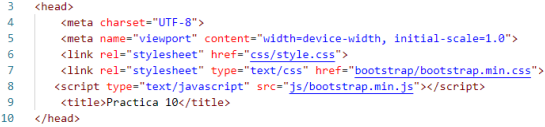 3 <head>
4 <meta charset="UTF-8">
5 <meta name="viewport" content="width=device-width, initial-scale=1.0">
6 <link rel="stylesheet" href="css/style.css">
7 <link rel="stylesheet" type="text/css" href="bootstrap/bootstrap.min.css">
8 <script type="text/javascript" src="js/bootstrap.min.js"></script>
9 <title>Practica 10</title>
10 </head>